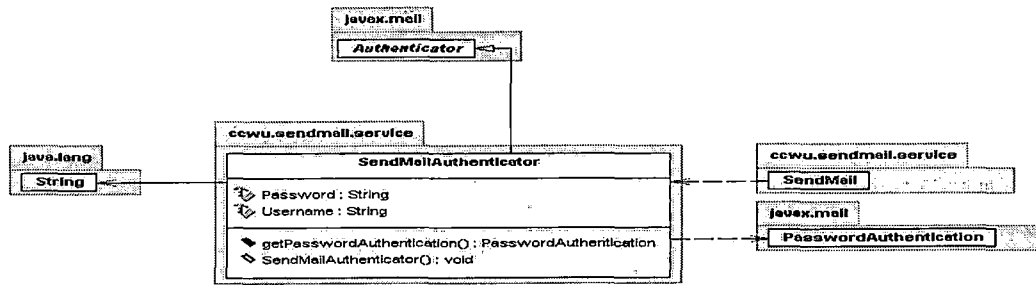 javax.mail
Authenticator
ccwu.sendmail.service
SendMailAuthenticator
java.lang
String
Password : String
Username : String
getPasswordAuthentication() : PasswordAuthentication
SendMailAuthenticator() : void
ccwu.sendmail.service
SendMail
javax.mail
PasswordAuthentication